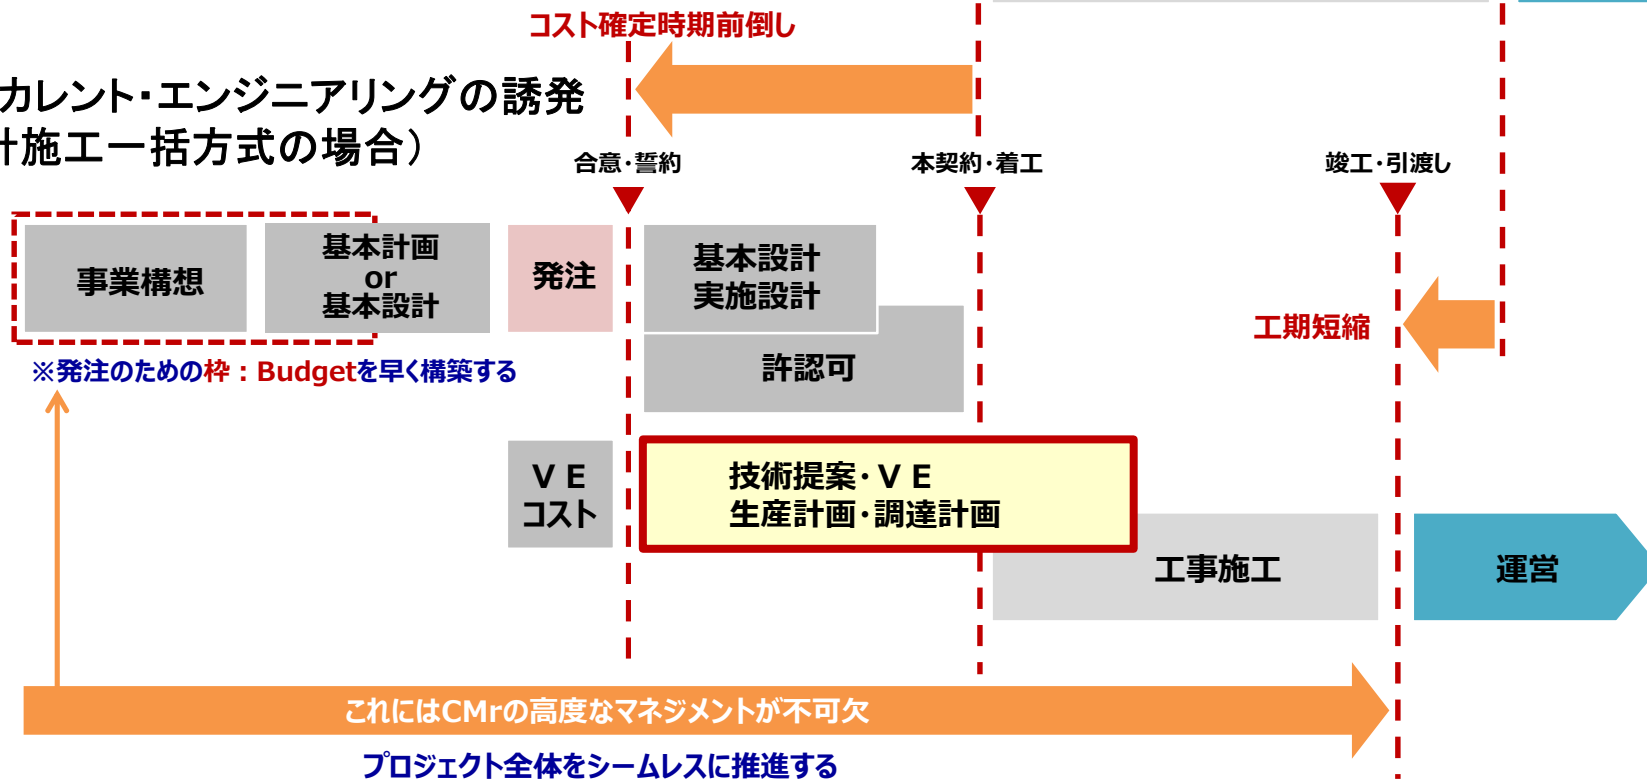 コスト確定時期前倒し
カレント・エンジニアリングの誘発
施工一括方式の場合）
合意・誓約
本契約・着工
竣工・引渡し
事業構想
基本計画
or
基本設計
発注
基本設計
実施設計
許認可
工期短縮
※発注のための枠：Budgetを早く構築する
ＶＥ
コスト
技術提案・ＶＥ
生産計画・調達計画
工事施工
運営
これにはCMrの高度なマネジメントが不可欠
プロジェクト全体をシームレスに推進する